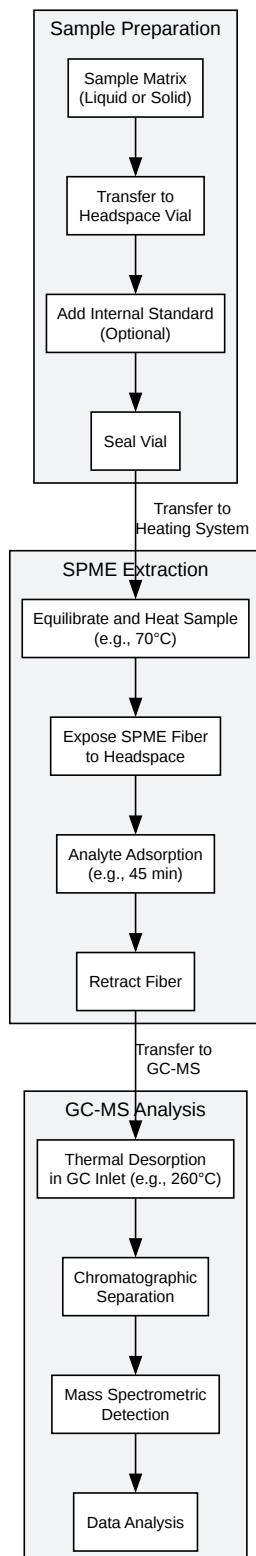 Sample Preparation
Sample Matrix
(Liquid or Solid)
Transfer to
Headspace Vial
Add Internal Standard
(Optional)
Seal Vial
Transfer to
Heating System
SPME Extraction
Equilibrate and Heat Sample
(e.g., 70°C)
Expose SPME Fiber
to Headspace
Analyte Adsorption
(e.g., 45 min)
Retract Fiber
Transfer to
GC-MS
GC-MS Analysis
Thermal Desorption
in GC Inlet (e.g., 260°C)
Chromatographic
Separation
Mass Spectrometric
Detection
Data Analysis